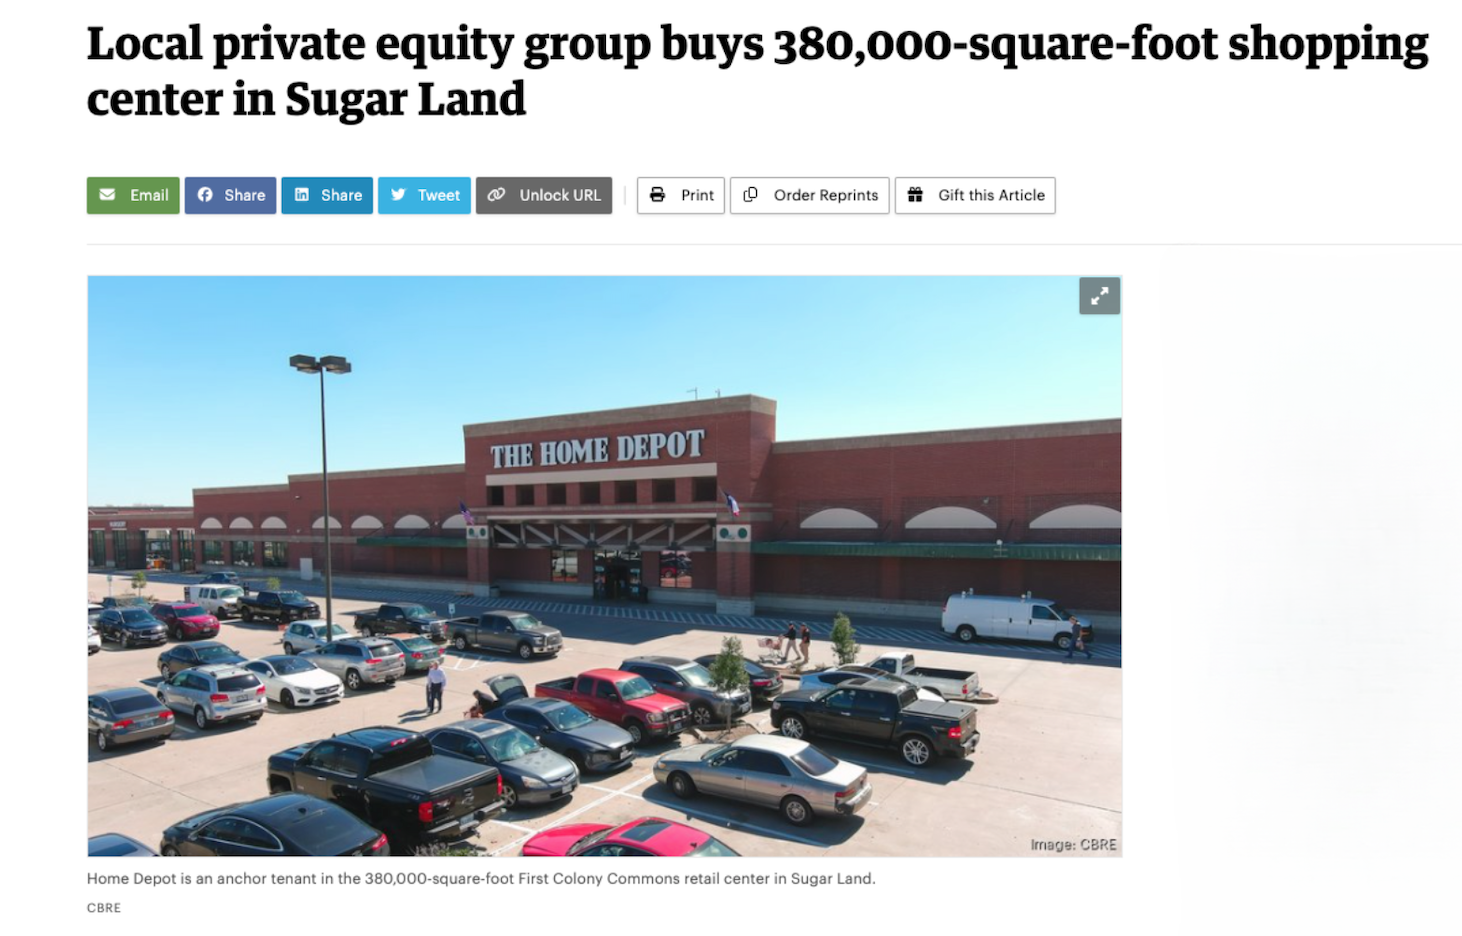 Local private equity group buys 380,000-square-foot shopping
center in Sugar Land
Email Share Share Tweet Unlock URL Print Order Reprints Gift this Article
THE HOME DEPOT
Image: CBRE
Home Depot is an anchor tenant in the 380,000-square-foot First Colony Commons retail center in Sugar Land.
CBRE